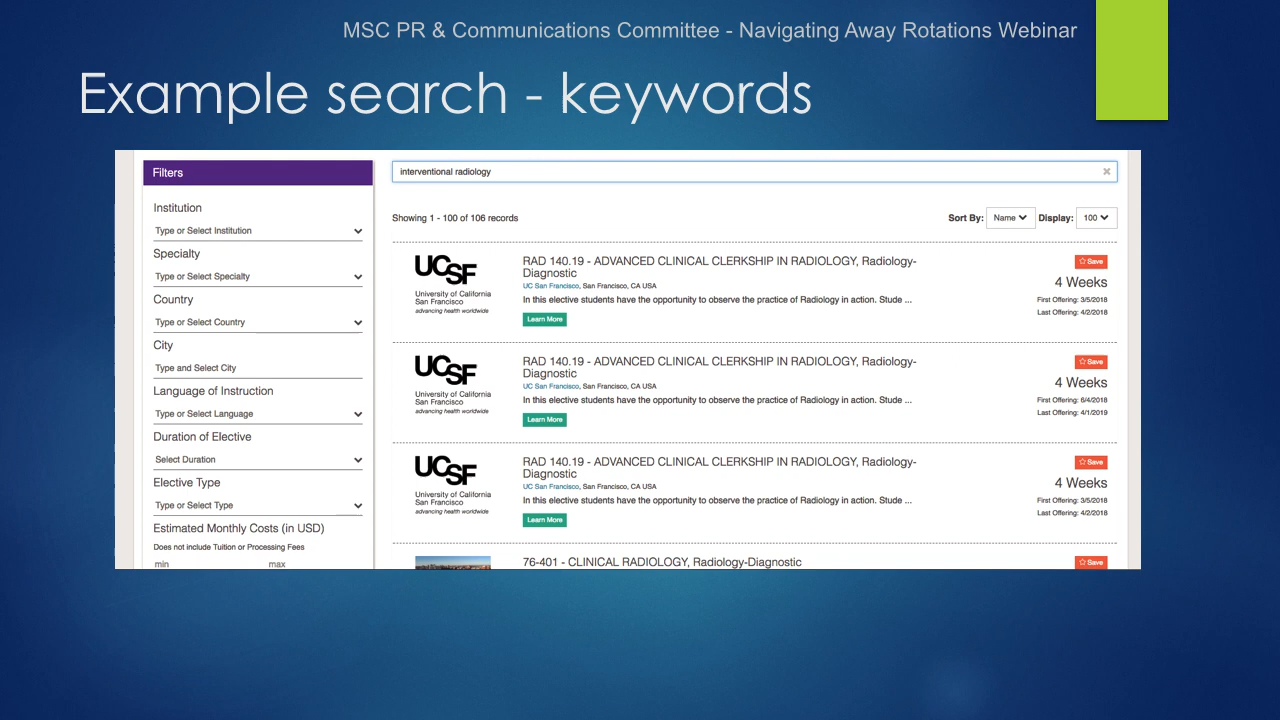 MSC PR & Communications Committee - Navigating Away Rotations Webinar
Example search - keywords
Filters
Institution
Type or Select Institution
Specialty
Type or Select Specialty
Country
Type or Select Country
City
Type and Select City
Language of Instruction
Type or Select Language
Duration of Elective
Select Duration
Elective Type
Type or Select Type
Estimated Monthly Costs (in USD)
Does not include Tuition or Processing Fees
min max
interventional radiology
Showing 1 - 100 of 106 records
Sort By: Name Display: 100
UCSF
University of California
San Francisco
advancing health worldwide
RAD 140.19 - ADVANCED CLINICAL CLERKSHIP IN RADIOLOGY, Radiology-
Diagnostic
UC San Francisco, San Francisco, CA USA
In this elective students have the opportunity to observe the practice of Radiology in action. Stude ...
Learn More
Save
4 Weeks
First Offering: 3/5/2018
Last Offering: 4/2/2018
UCSF
University of California
San Francisco
advancing health worldwide
RAD 140.19 - ADVANCED CLINICAL CLERKSHIP IN RADIOLOGY, Radiology-
Diagnostic
UC San Francisco, San Francisco, CA USA
In this elective students have the opportunity to observe the practice of Radiology in action. Stude ...
Learn More
Save
4 Weeks
First Offering: 6/4/2018
Last Offering: 4/1/2019
UCSF
University of California
San Francisco
advancing health worldwide
RAD 140.19 - ADVANCED CLINICAL CLERKSHIP IN RADIOLOGY, Radiology-
Diagnostic
UC San Francisco, San Francisco, CA USA
In this elective students have the opportunity to observe the practice of Radiology in action. Stude ...
Learn More
Save
4 Weeks
First Offering: 3/5/2018
Last Offering: 4/2/2018
76-401 - CLINICAL RADIOLOGY, Radiology-Diagnostic
Save